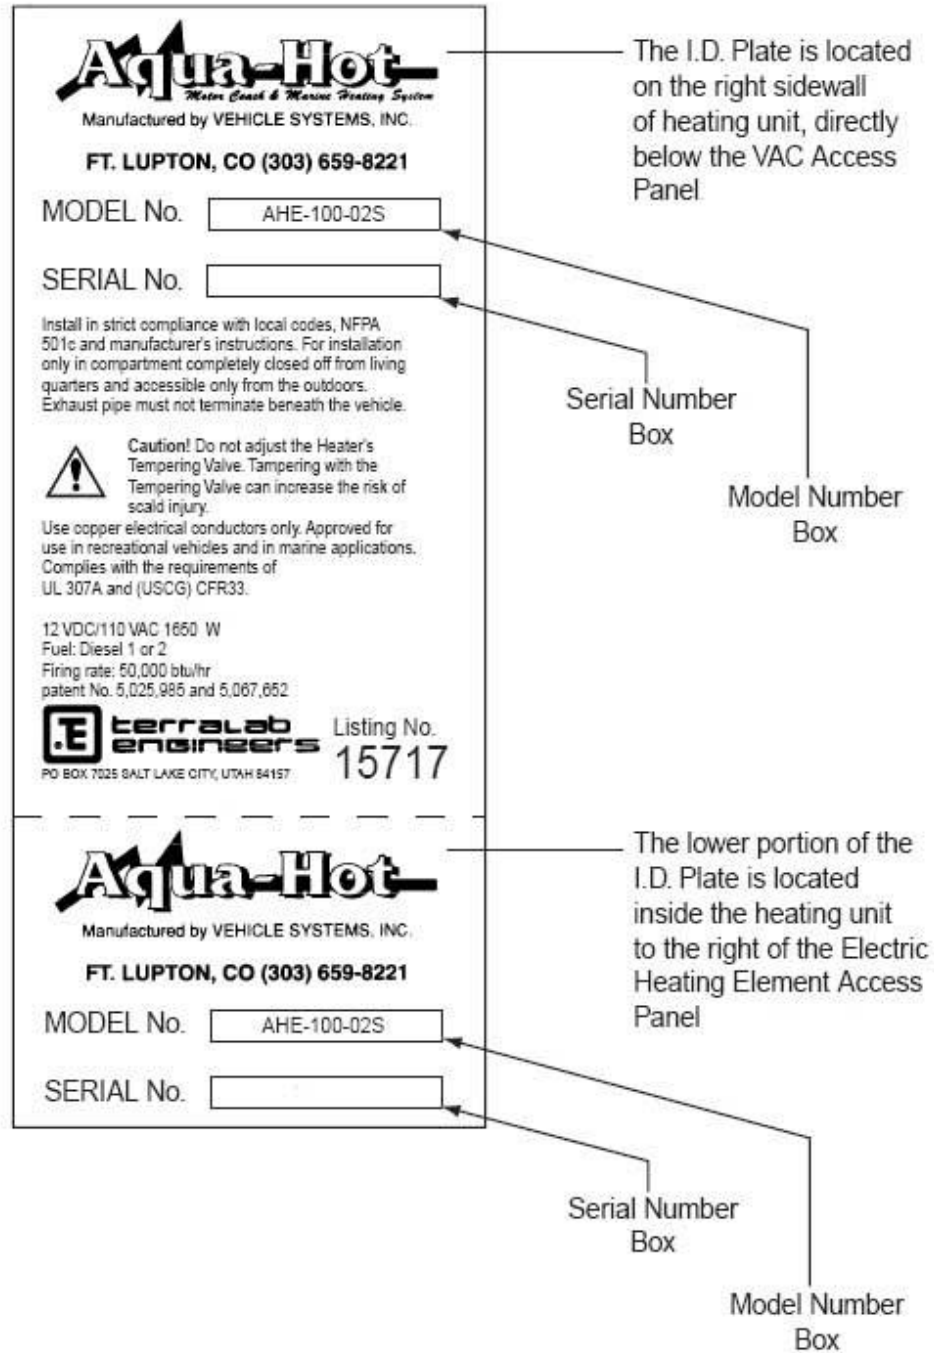 Aqua-Hot
Motor Coach & Marine Heating System
Manufactured by VEHICLE SYSTEMS, INC.
FT. LUPTON, CO (303) 659-8221
MODEL No. AHE-100-02S
SERIAL No.
Install in strict compliance with local codes, NFPA
501c and manufacturer's instructions. For installation
only in compartment completely closed off from living
quarters and accessible only from the outdoors.
Exhaust pipe must not terminate beneath the vehicle.
Caution! Do not adjust the Heater's
Tempering Valve. Tampering with the
Tempering Valve can increase the risk of
scald injury.
Use copper electrical conductors only. Approved for
use in recreational vehicles and in marine applications.
Complies with the requirements of
UL 307A and (USCG) CFR33.
12 VDC/110 VAC 1650 W
Fuel: Diesel 1 or 2
Firing rate: 50,000 btu/hr
patent No. 5,025,985 and 5,067,652
.TE
terralab
engineers
PO BOX 7025 SALT LAKE CITY, UTAH 84157
Listing No.
15717
The I.D. Plate is located
on the right sidewall
of heating unit, directly
below the VAC Access
Panel
Serial Number
Box
Model Number
Box
Aqua-Hot
Manufactured by VEHICLE SYSTEMS, INC.
FT. LUPTON, CO (303) 659-8221
MODEL No. AHE-100-02S
SERIAL No.
The lower portion of the
I.D. Plate is located
inside the heating unit
to the right of the Electric
Heating Element Access
Panel
Serial Number
Box
Model Number
Box